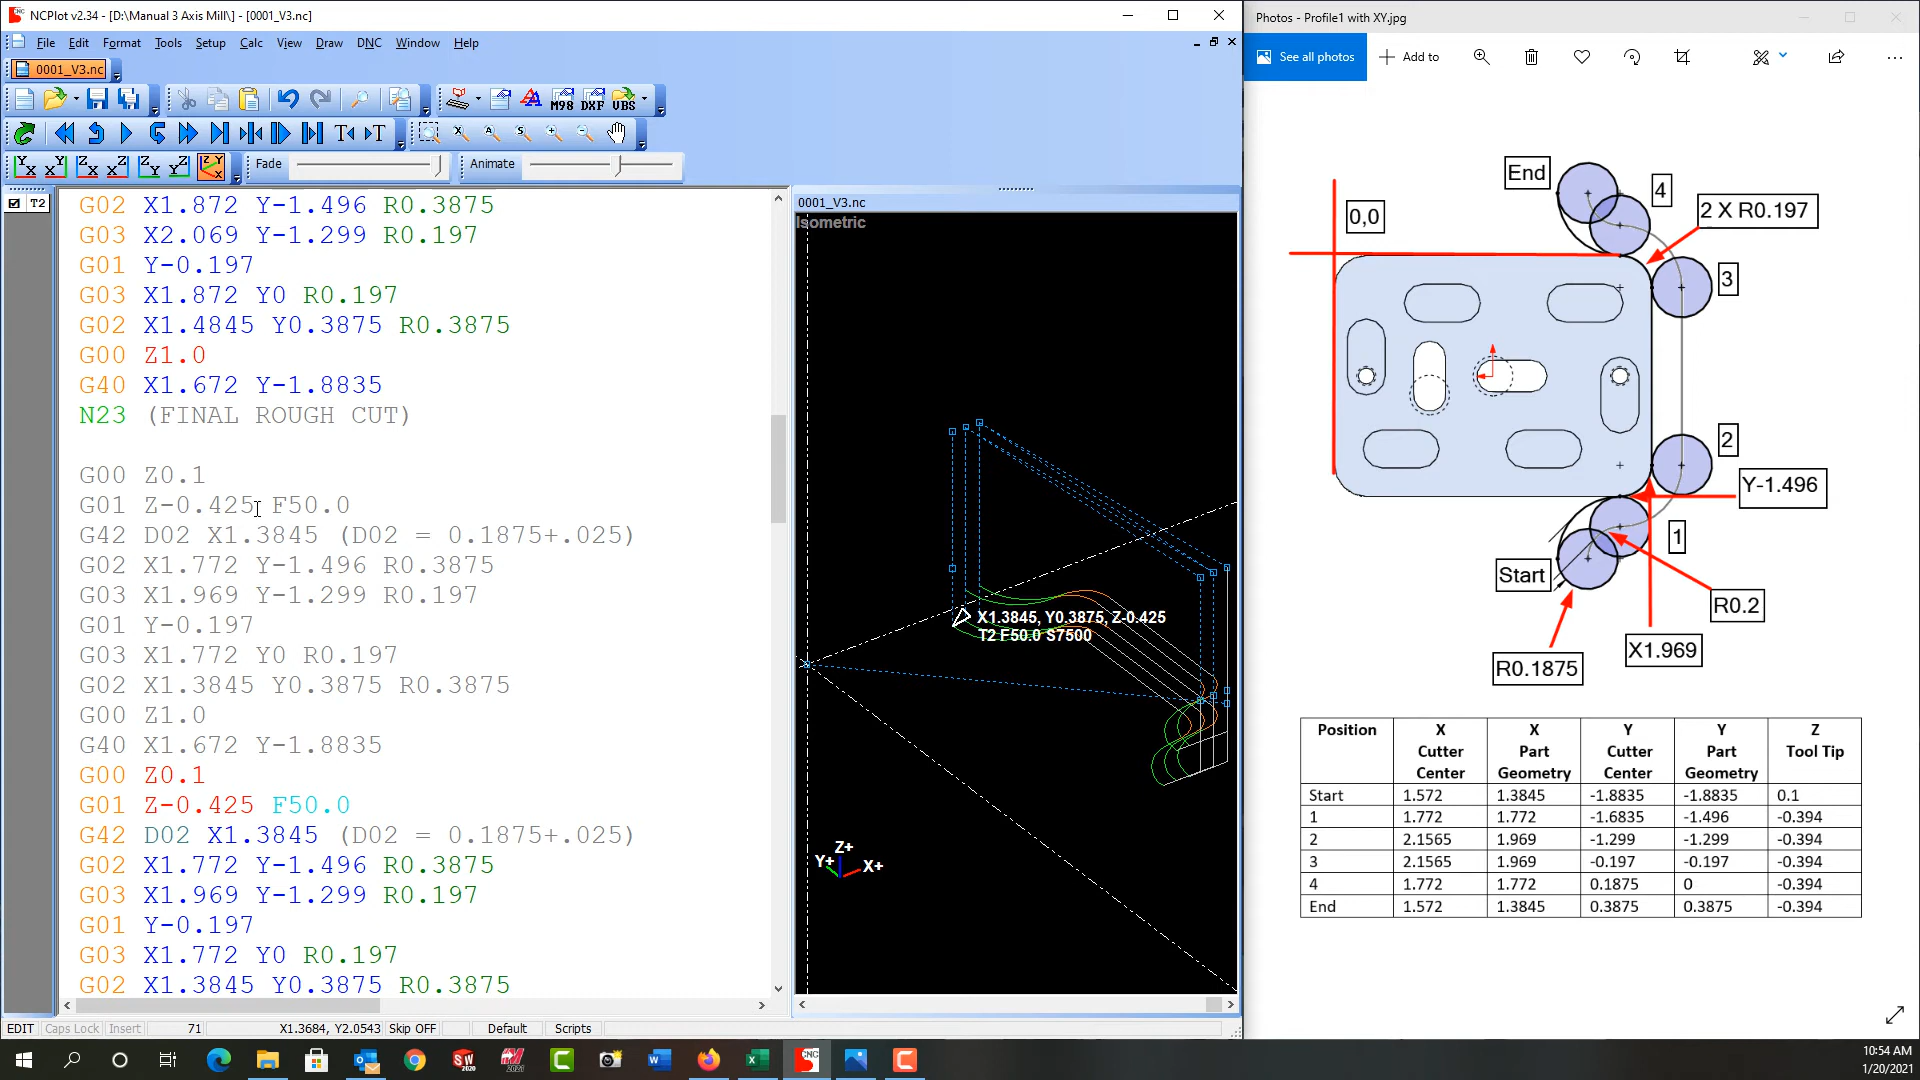 NCPlot v2.34 - [D:\Manual 3 Axis Mill\] - [0001_V3.nc]
File Edit Format Tools Setup Calc View Draw DNC Window Help
0001_V3.nc
M98 DXF VBS
Fade
Animate
T2
G02 X1.872 Y-1.496 R0.3875
G03 X2.069 Y-1.299 R0.197
G01 Y-0.197
G03 X1.872 Y0 R0.197
G02 X1.4845 Y0.3875 R0.3875
G00 Z1.0
G40 X1.672 Y-1.8835
N23 (FINAL ROUGH CUT)
G00 Z0.1
G01 Z-0.425 F50.0
G42 D02 X1.3845 (D02 = 0.1875+.025)
G02 X1.772 Y-1.496 R0.3875
G03 X1.969 Y-1.299 R0.197
G01 Y-0.197
G03 X1.772 Y0 R0.197
G02 X1.3845 Y0.3875 R0.3875
G00 Z1.0
G40 X1.672 Y-1.8835
G00 Z0.1
G01 Z-0.425 F50.0
G42 D02 X1.3845 (D02 = 0.1875+.025)
G02 X1.772 Y-1.496 R0.3875
G03 X1.969 Y-1.299 R0.197
G01 Y-0.197
G03 X1.772 Y0 R0.197
G02 X1.3845 Y0.3875 R0.3875
0001_V3.nc
Isometric
X1.3845, Y0.3875, Z-0.425
T2 F50.0 S7500
Z+
Y+
X+
EDIT Caps Lock Insert 71 X1.3684, Y2.0543 Skip OFF Default Scripts
Photos - Profile1 with XY.jpg
See all photos
Add to
End
4
0,0
2 X R0.197
3
2
Y-1.496
1
Start
R0.2
X1.969
R0.1875
Position X Cutter Center X Part Geometry Y Cutter Center Y Part Geometry Z Tool Tip
Start 1.572 1.3845 -1.8835 -1.8835 0.1
1 1.772 1.772 -1.6835 -1.496 -0.394
2 2.1565 1.969 -1.299 -1.299 -0.394
3 2.1565 1.969 -0.197 -0.197 -0.394
4 1.772 1.772 0.1875 0 -0.394
End 1.572 1.3845 0.3875 0.3875 -0.394
10:54 AM
1/20/2021